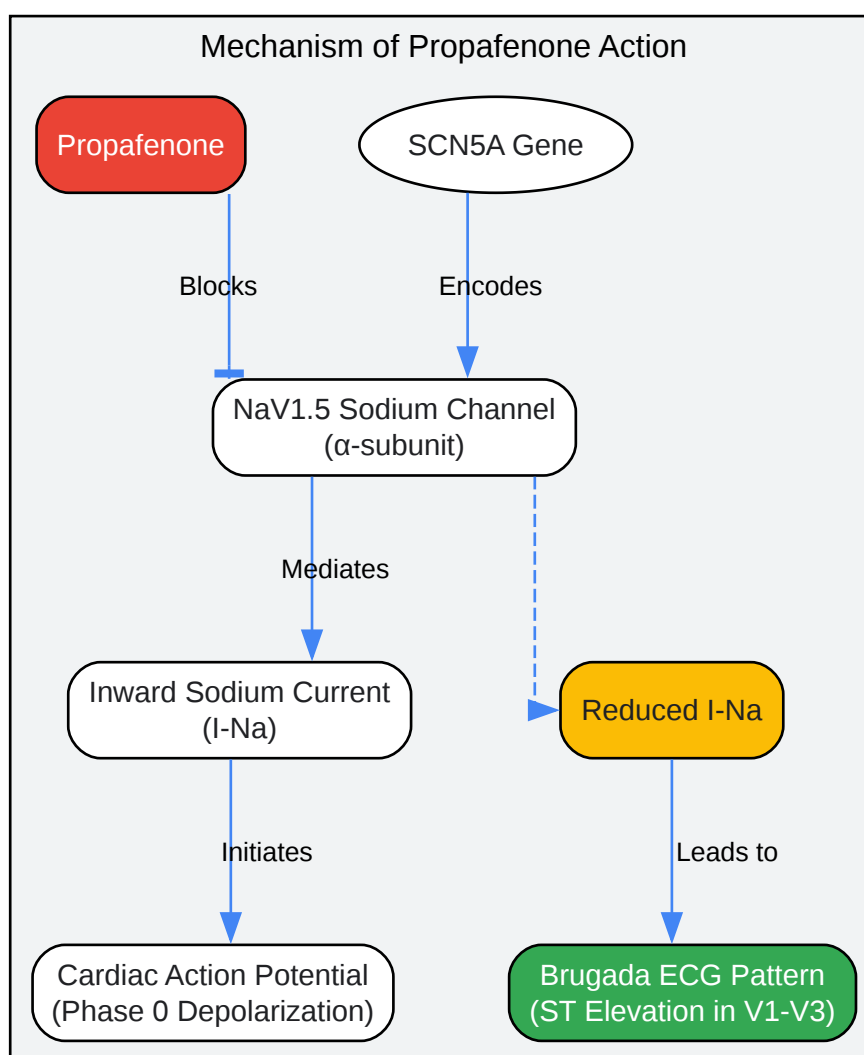 Mechanism of Propafenone Action
Propafenone
SCN5A Gene
Blocks
Encodes
NaV1.5 Sodium Channel
(α-subunit)
Mediates
Inward Sodium Current
(I-Na)
Reduced I-Na
Initiates
Leads to
Cardiac Action Potential
(Phase 0 Depolarization)
Brugada ECG Pattern
(ST Elevation in V1-V3)